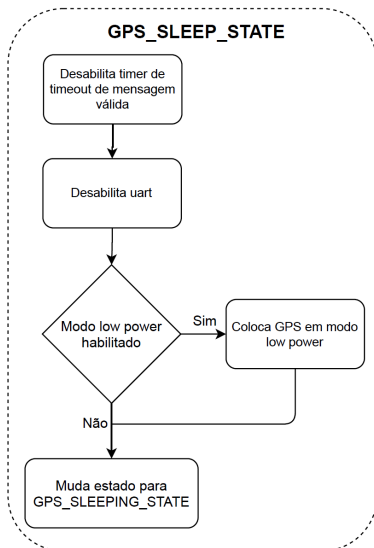 GPS_SLEEP_STATE
Desabilita timer de
timeout de mensagem
válida
Desabilita uart
Modo low power
habilitado
Sim
Coloca GPS em modo
low power
Não
Muda estado para
GPS_SLEEPING_STATE